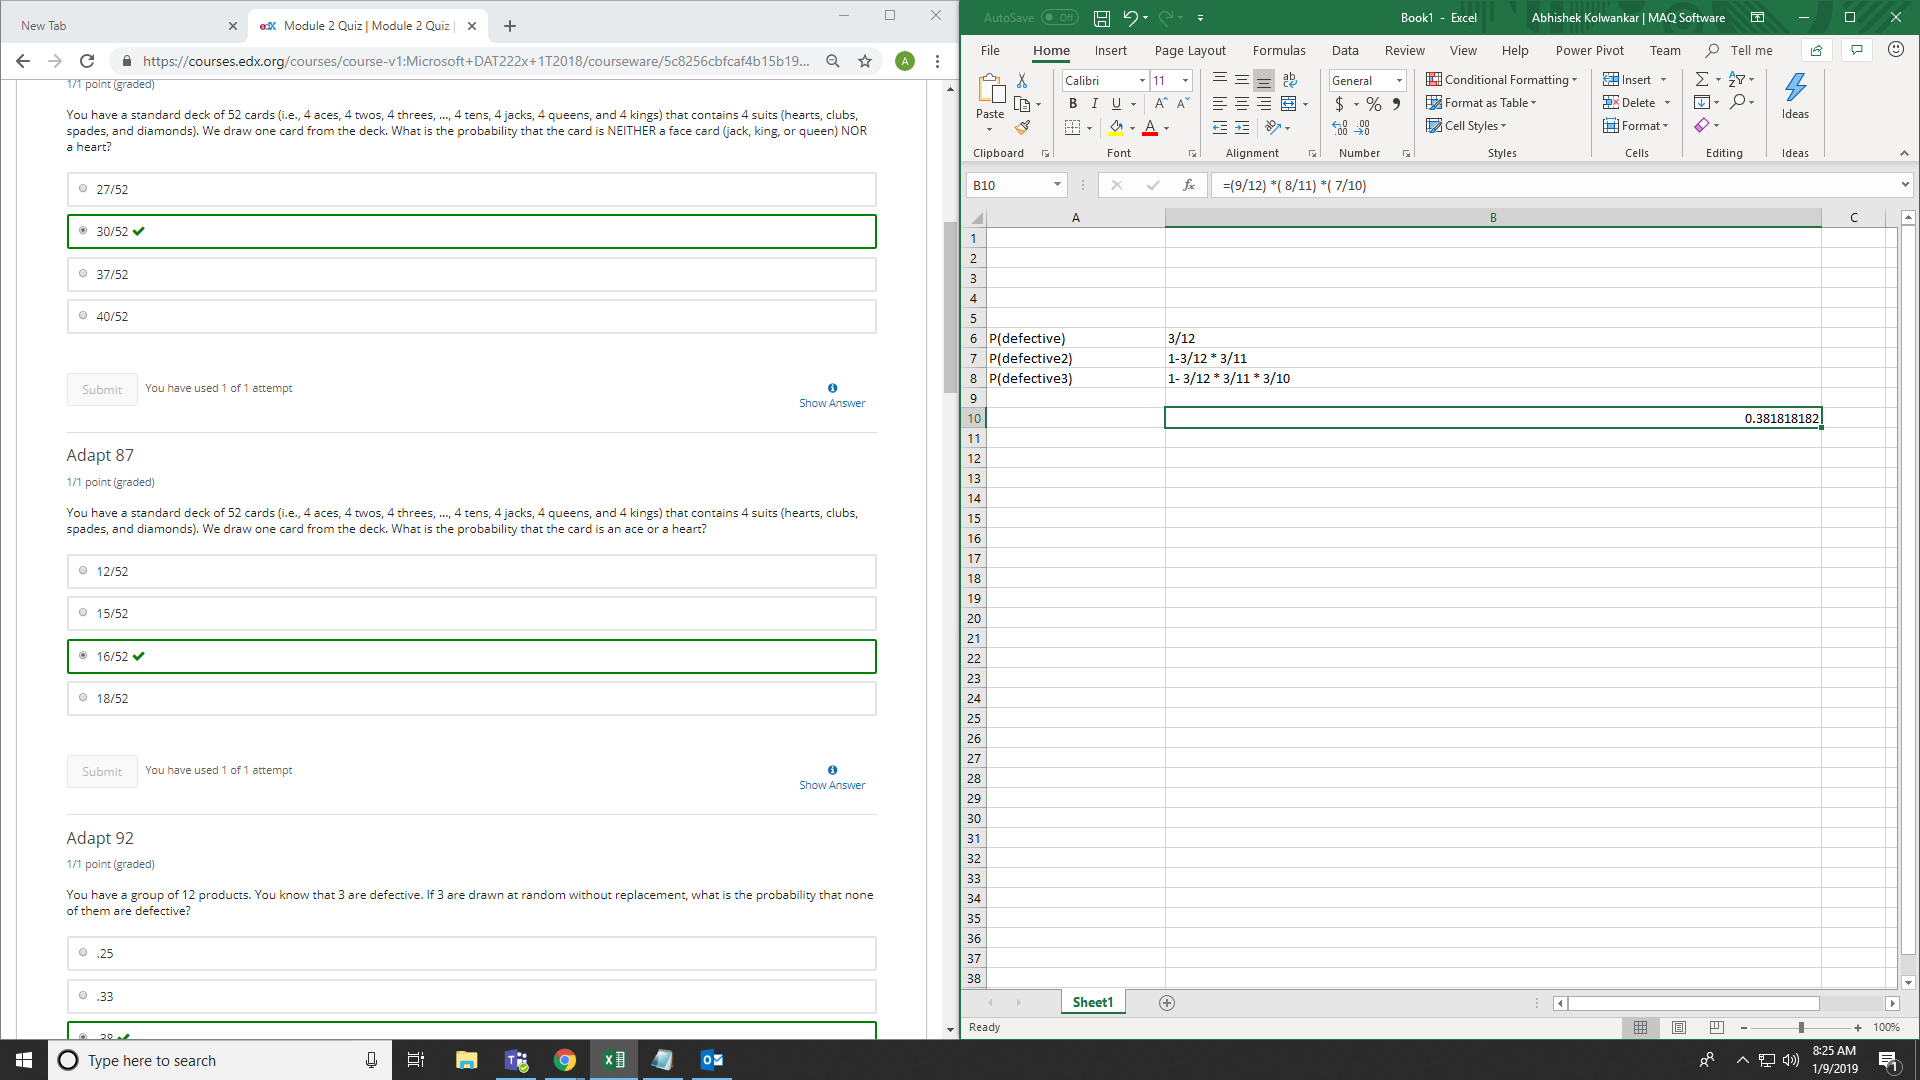 New Tab
edX Module 2 Quiz | Module 2 Quiz |
https://courses.edx.org/courses/course-v1:Microsoft+DAT222x+1T2018/courseware/5c8256cbfcaf4b15b19...
A
1/1 point (graded)
You have a standard deck of 52 cards (i.e., 4 aces, 4 twos, 4 threes, ..., 4 tens, 4 jacks, 4 queens, and 4 kings) that contains 4 suits (hearts, clubs,
spades, and diamonds). We draw one card from the deck. What is the probability that the card is NEITHER a face card (jack, king, or queen) NOR
a heart?
27/52
30/52
37/52
40/52
Submit
You have used 1 of 1 attempt
Show Answer
Adapt 87
1/1 point (graded)
You have a standard deck of 52 cards (i.e., 4 aces, 4 twos, 4 threes, ..., 4 tens, 4 jacks, 4 queens, and 4 kings) that contains 4 suits (hearts, clubs,
spades, and diamonds). We draw one card from the deck. What is the probability that the card is an ace or a heart?
12/52
15/52
16/52
18/52
Submit
You have used 1 of 1 attempt
Show Answer
Adapt 92
1/1 point (graded)
You have a group of 12 products. You know that 3 are defective. If 3 are drawn at random without replacement, what is the probability that none
of them are defective?
.25
.33
.38
AutoSave Off
Book1 - Excel
Abhishek Kolwankar | MAQ Software
File Home Insert Page Layout Formulas Data Review View Help Power Pivot Team Tell me
Paste
Clipboard
Calibri 11
B I U
Font
Alignment
General
$ % 9
Number
Conditional Formatting
Format as Table
Cell Styles
Styles
Insert
Delete
Format
Cells
Editing
Ideas
Ideas
B10
fx
=(9/12) *( 8/11) *( 7/10)
A B C
1
2
3
4
5
6 P(defective) 3/12
7 P(defective2) 1-3/12 * 3/11
8 P(defective3) 1- 3/12 * 3/11 * 3/10
9
10 0.381818182
11
12
13
14
15
16
17
18
19
20
21
22
23
24
25
26
27
28
29
30
31
32
33
34
35
36
37
38
Sheet1
Ready
100%
Type here to search
8:25 AM
1/9/2019
1